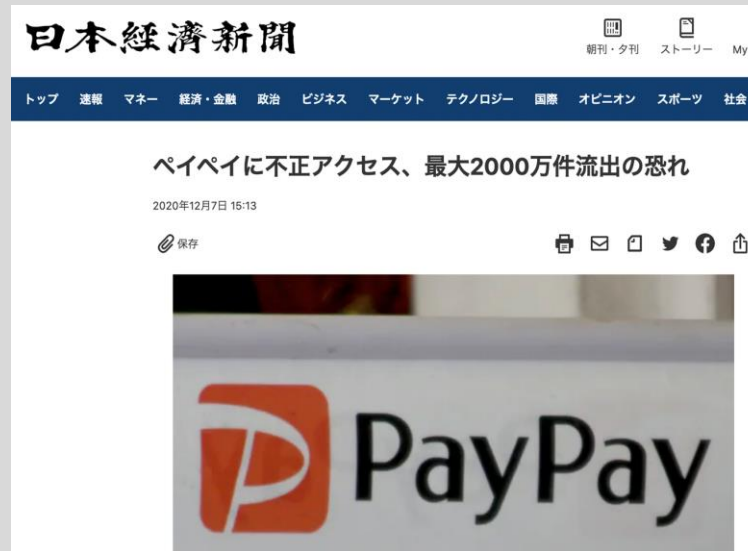 日本経済新聞
朝刊・夕刊 ストーリー My
トップ 速報 マネー 経済・金融 政治 ビジネス マーケット テクノロジー 国際 オピニオン スポーツ 社会
ペイペイに不正アクセス、最大2000万件流出の恐れ
2020年12月7日 15:13
保存
PayPay